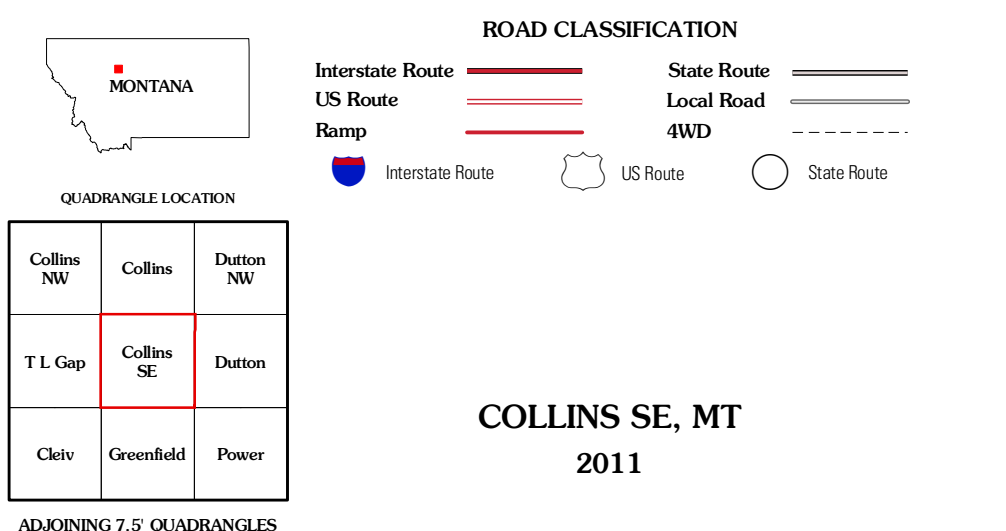 MONTANA
QUADRANGLE LOCATION
ROAD CLASSIFICATION
Interstate Route
State Route
US Route
Local Road
Ramp
4WD
Interstate Route
US Route
State Route
Collins
NW
Collins
Dutton
NW
T L Gap
Collins
SE
Dutton
Cleiv
Greenfield
Power
ADJOINING 7.5' QUADRANGLES
COLLINS SE, MT
2011